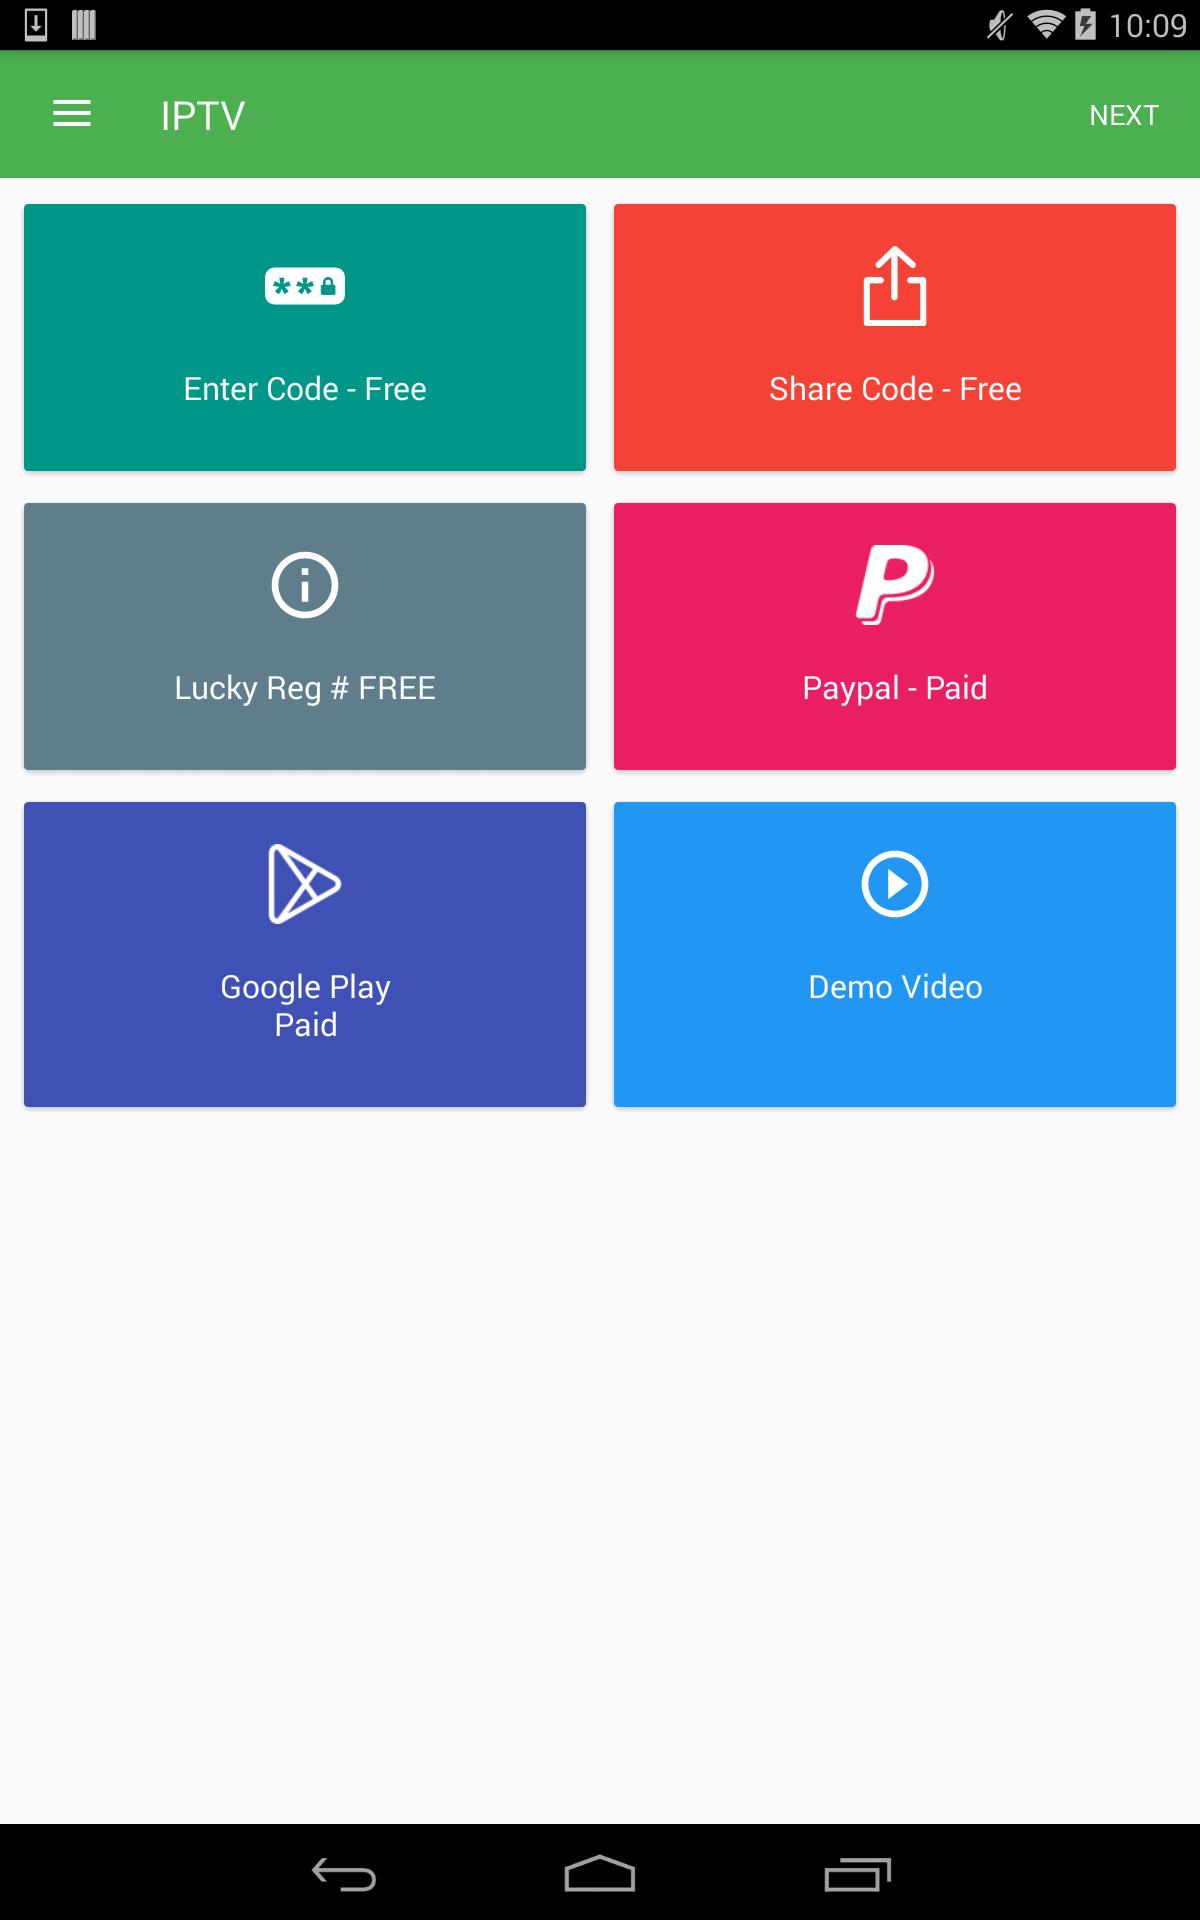 10:09
IPTV
NEXT
Enter Code - Free
Share Code - Free
Lucky Reg # FREE
Paypal - Paid
Google Play
Paid
Demo Video